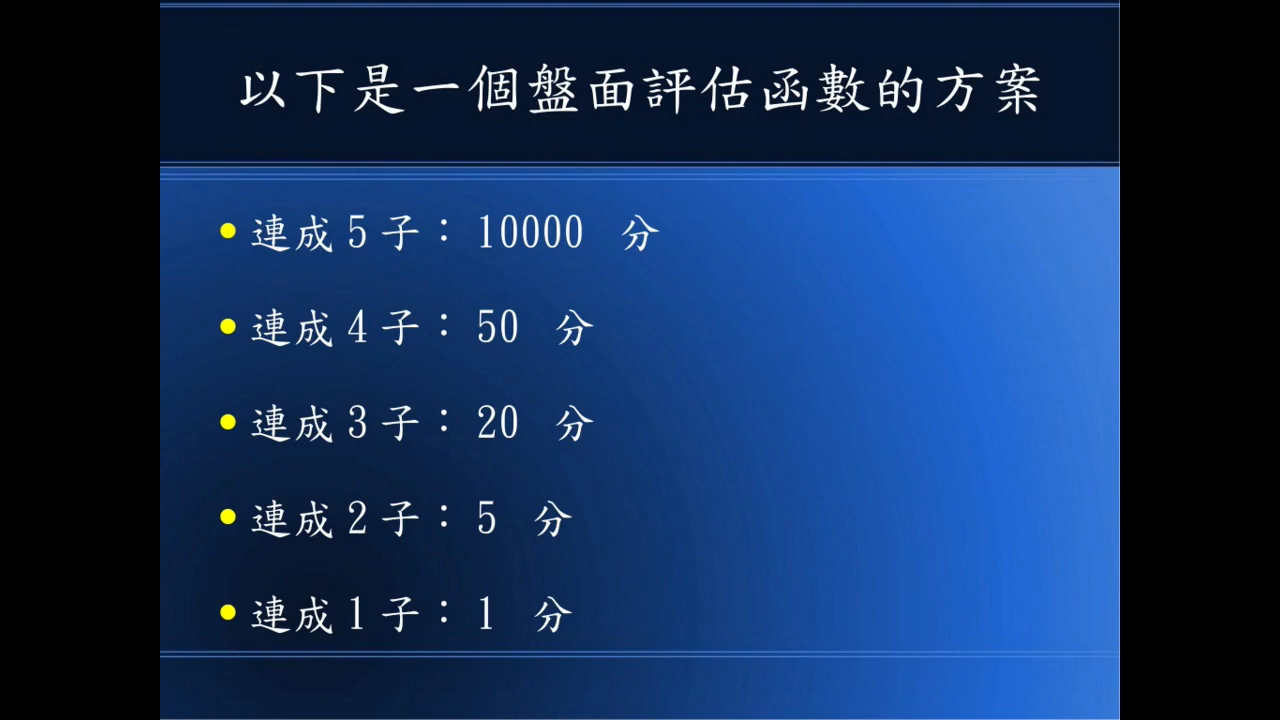 以下是一個盤面評估函數的方案
連成5子：10000 分
連成4子：50 分
連成3子：20 分
連成2子：5 分
連成1子：1 分